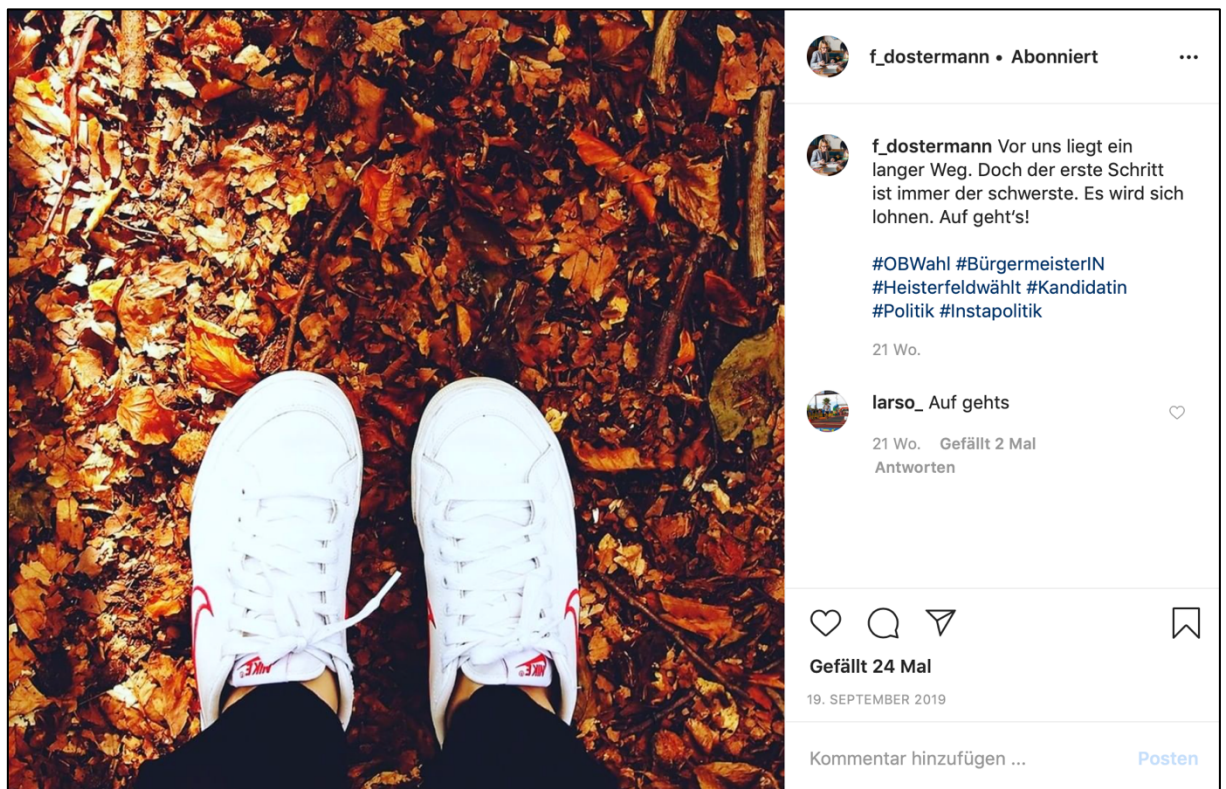 f_dostermann • Abonniert
f_dostermann Vor uns liegt ein
langer Weg. Doch der erste Schritt
ist immer der schwerste. Es wird sich
lohnen. Auf geht‘s!
#OBWahl #BürgermeisterIN
#Heisterfeldwählt #Kandidatin
#Politik #Instapolitik
21 Wo.
larso_ Auf gehts
21 Wo. Gefällt 2 Mal
Antworten
Gefällt 24 Mal
19. SEPTEMBER 2019
Kommentar hinzufügen ... Posten
NIKE
NIKE